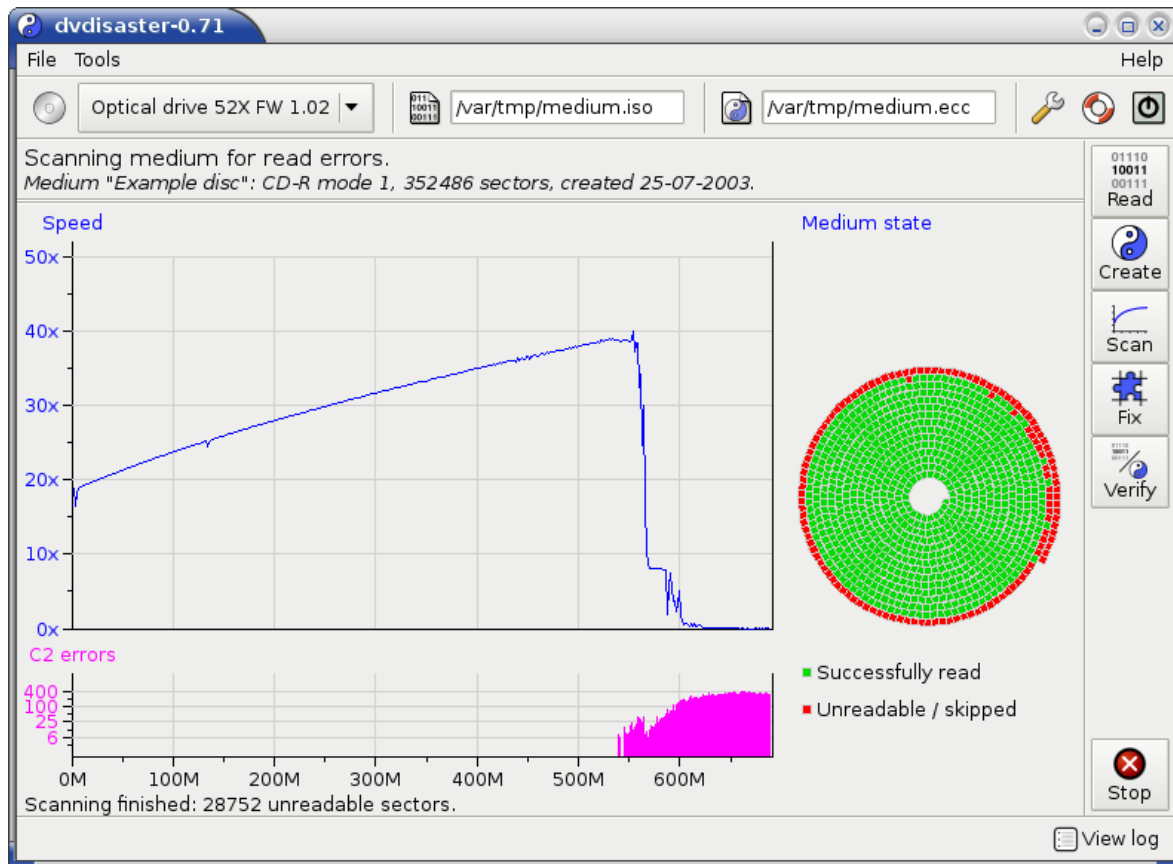 dvdisaster-0.71
File Tools Help
Optical drive 52X FW 1.02 /var/tmp/medium.iso /var/tmp/medium.ecc
Scanning medium for read errors.
Medium "Example disc": CD-R mode 1, 352486 sectors, created 25-07-2003.
Speed
50x
40x
30x
20x
10x
0x
C2 errors
400
100
25
6
0M 100M 200M 300M 400M 500M 600M
Scanning finished: 28752 unreadable sectors.
Medium state
Successfully read
Unreadable / skipped
01110
10011
00111
Read
Create
Scan
Fix
Verify
Stop
View log